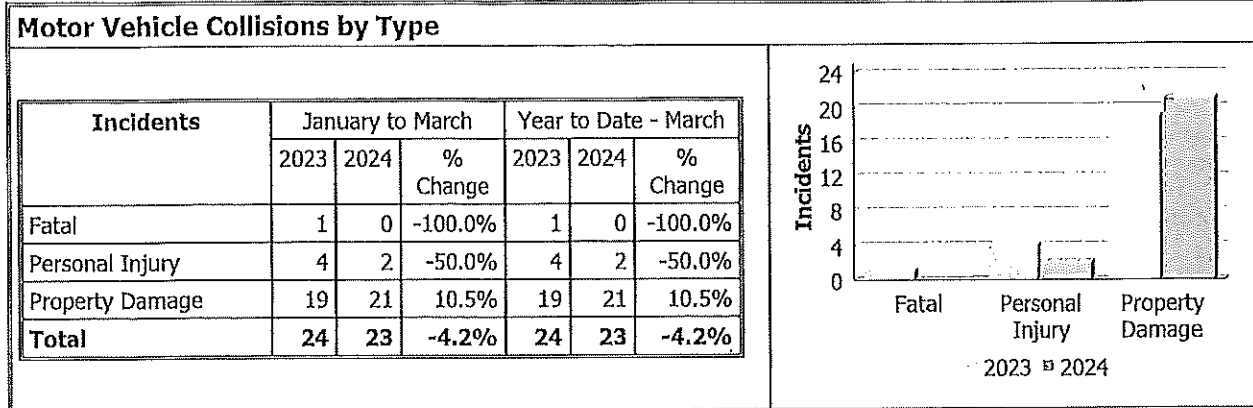 Motor Vehicle Collisions by Type
Incidents January to March Year to Date - March
2023 2024 % Change 2023 2024 % Change
Fatal 1 0 -100.0% 1 0 -100.0%
Personal Injury 4 2 -50.0% 4 2 -50.0%
Property Damage 19 21 10.5% 19 21 10.5%
Total 24 23 -4.2% 24 23 -4.2%
Incidents
24
20
16
12
8
4
0
Fatal Personal Injury Property Damage
2023 2024